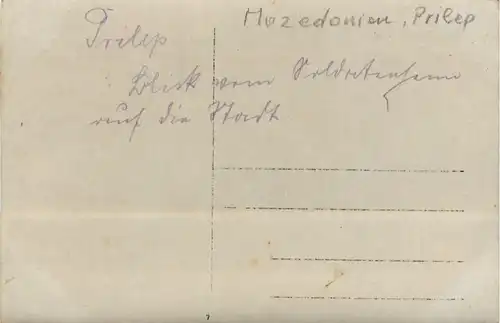 Mazedonien, Prilep
Prilep
Blick vom Soldatenheim
auf die Stadt